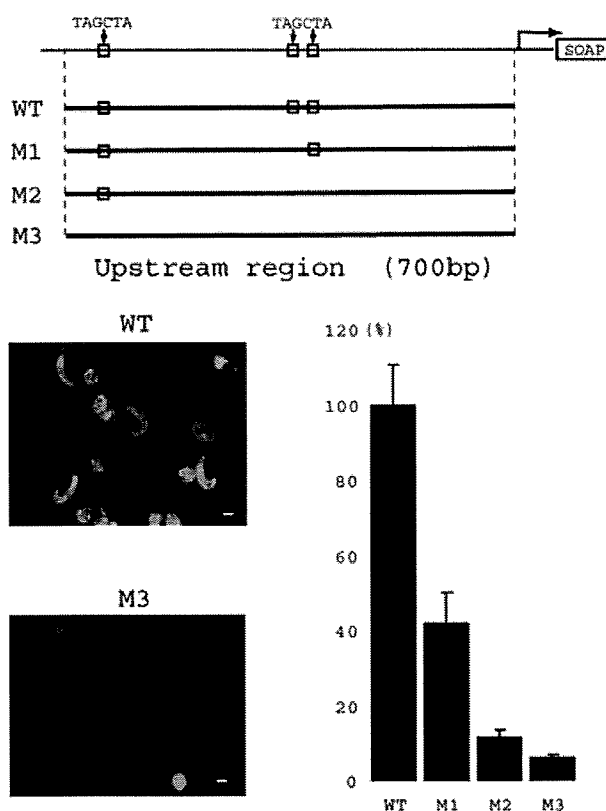 TAGCTA TAGCTA
SOAP
WT
M1
M2
M3
Upstream region (700bp)
WT
M3
120 (%)
100
80
60
40
20
0
WT M1 M2 M3